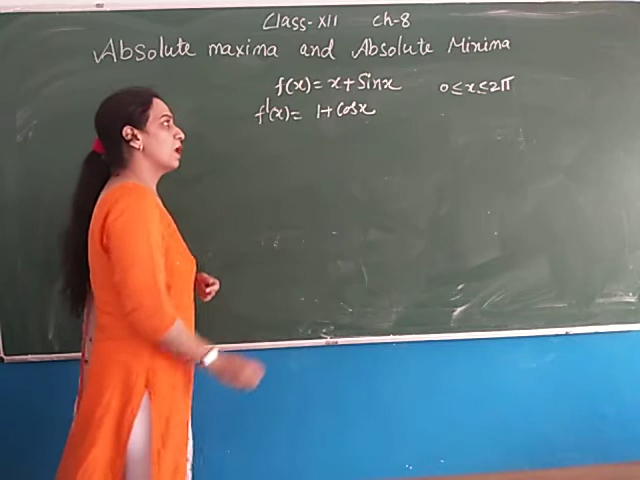 Class-XII Ch-8
Absolute maxima and Absolute Minima
f(x) = x + Sinx 0 ≤ x ≤ 2π
f'(x) = 1 + Cosx